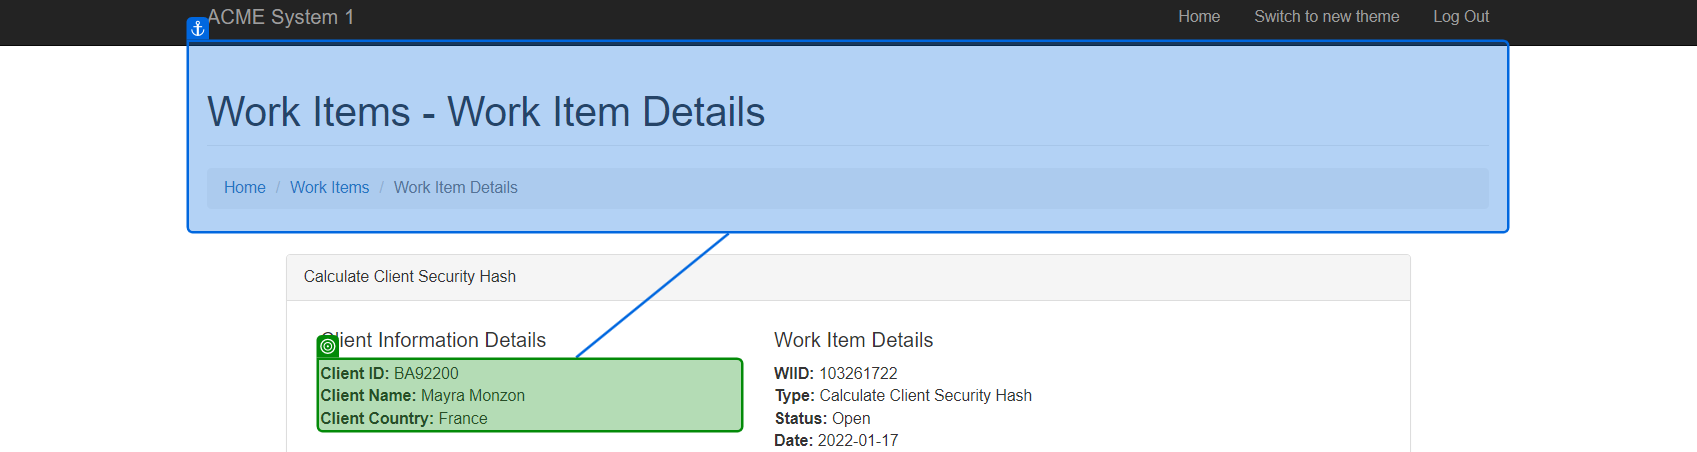 ACME System 1
Home Switch to new theme Log Out
Work Items - Work Item Details
Home / Work Items / Work Item Details
Calculate Client Security Hash
Client Information Details
Client ID: BA92200
Client Name: Mayra Monzon
Client Country: France
Work Item Details
WIID: 103261722
Type: Calculate Client Security Hash
Status: Open
Date: 2022-01-17